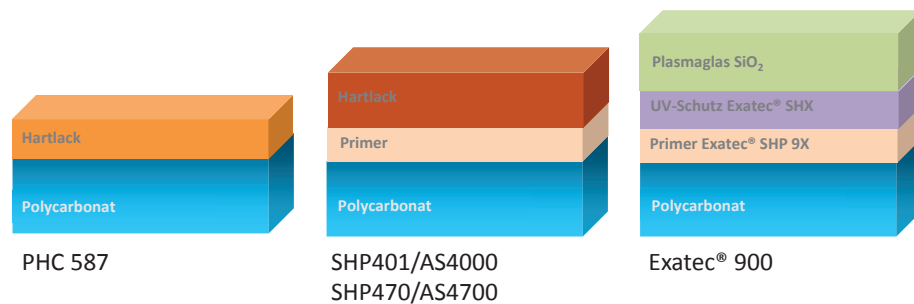 Hartlack
Polycarbonat
PHC 587
Hartlack
Primer
Polycarbonat
SHP401/AS4000
SHP470/AS4700
Plasmaglas SiO₂
UV-Schutz Exatec® SHX
Primer Exatec® SHP 9X
Polycarbonat
Exatec® 900